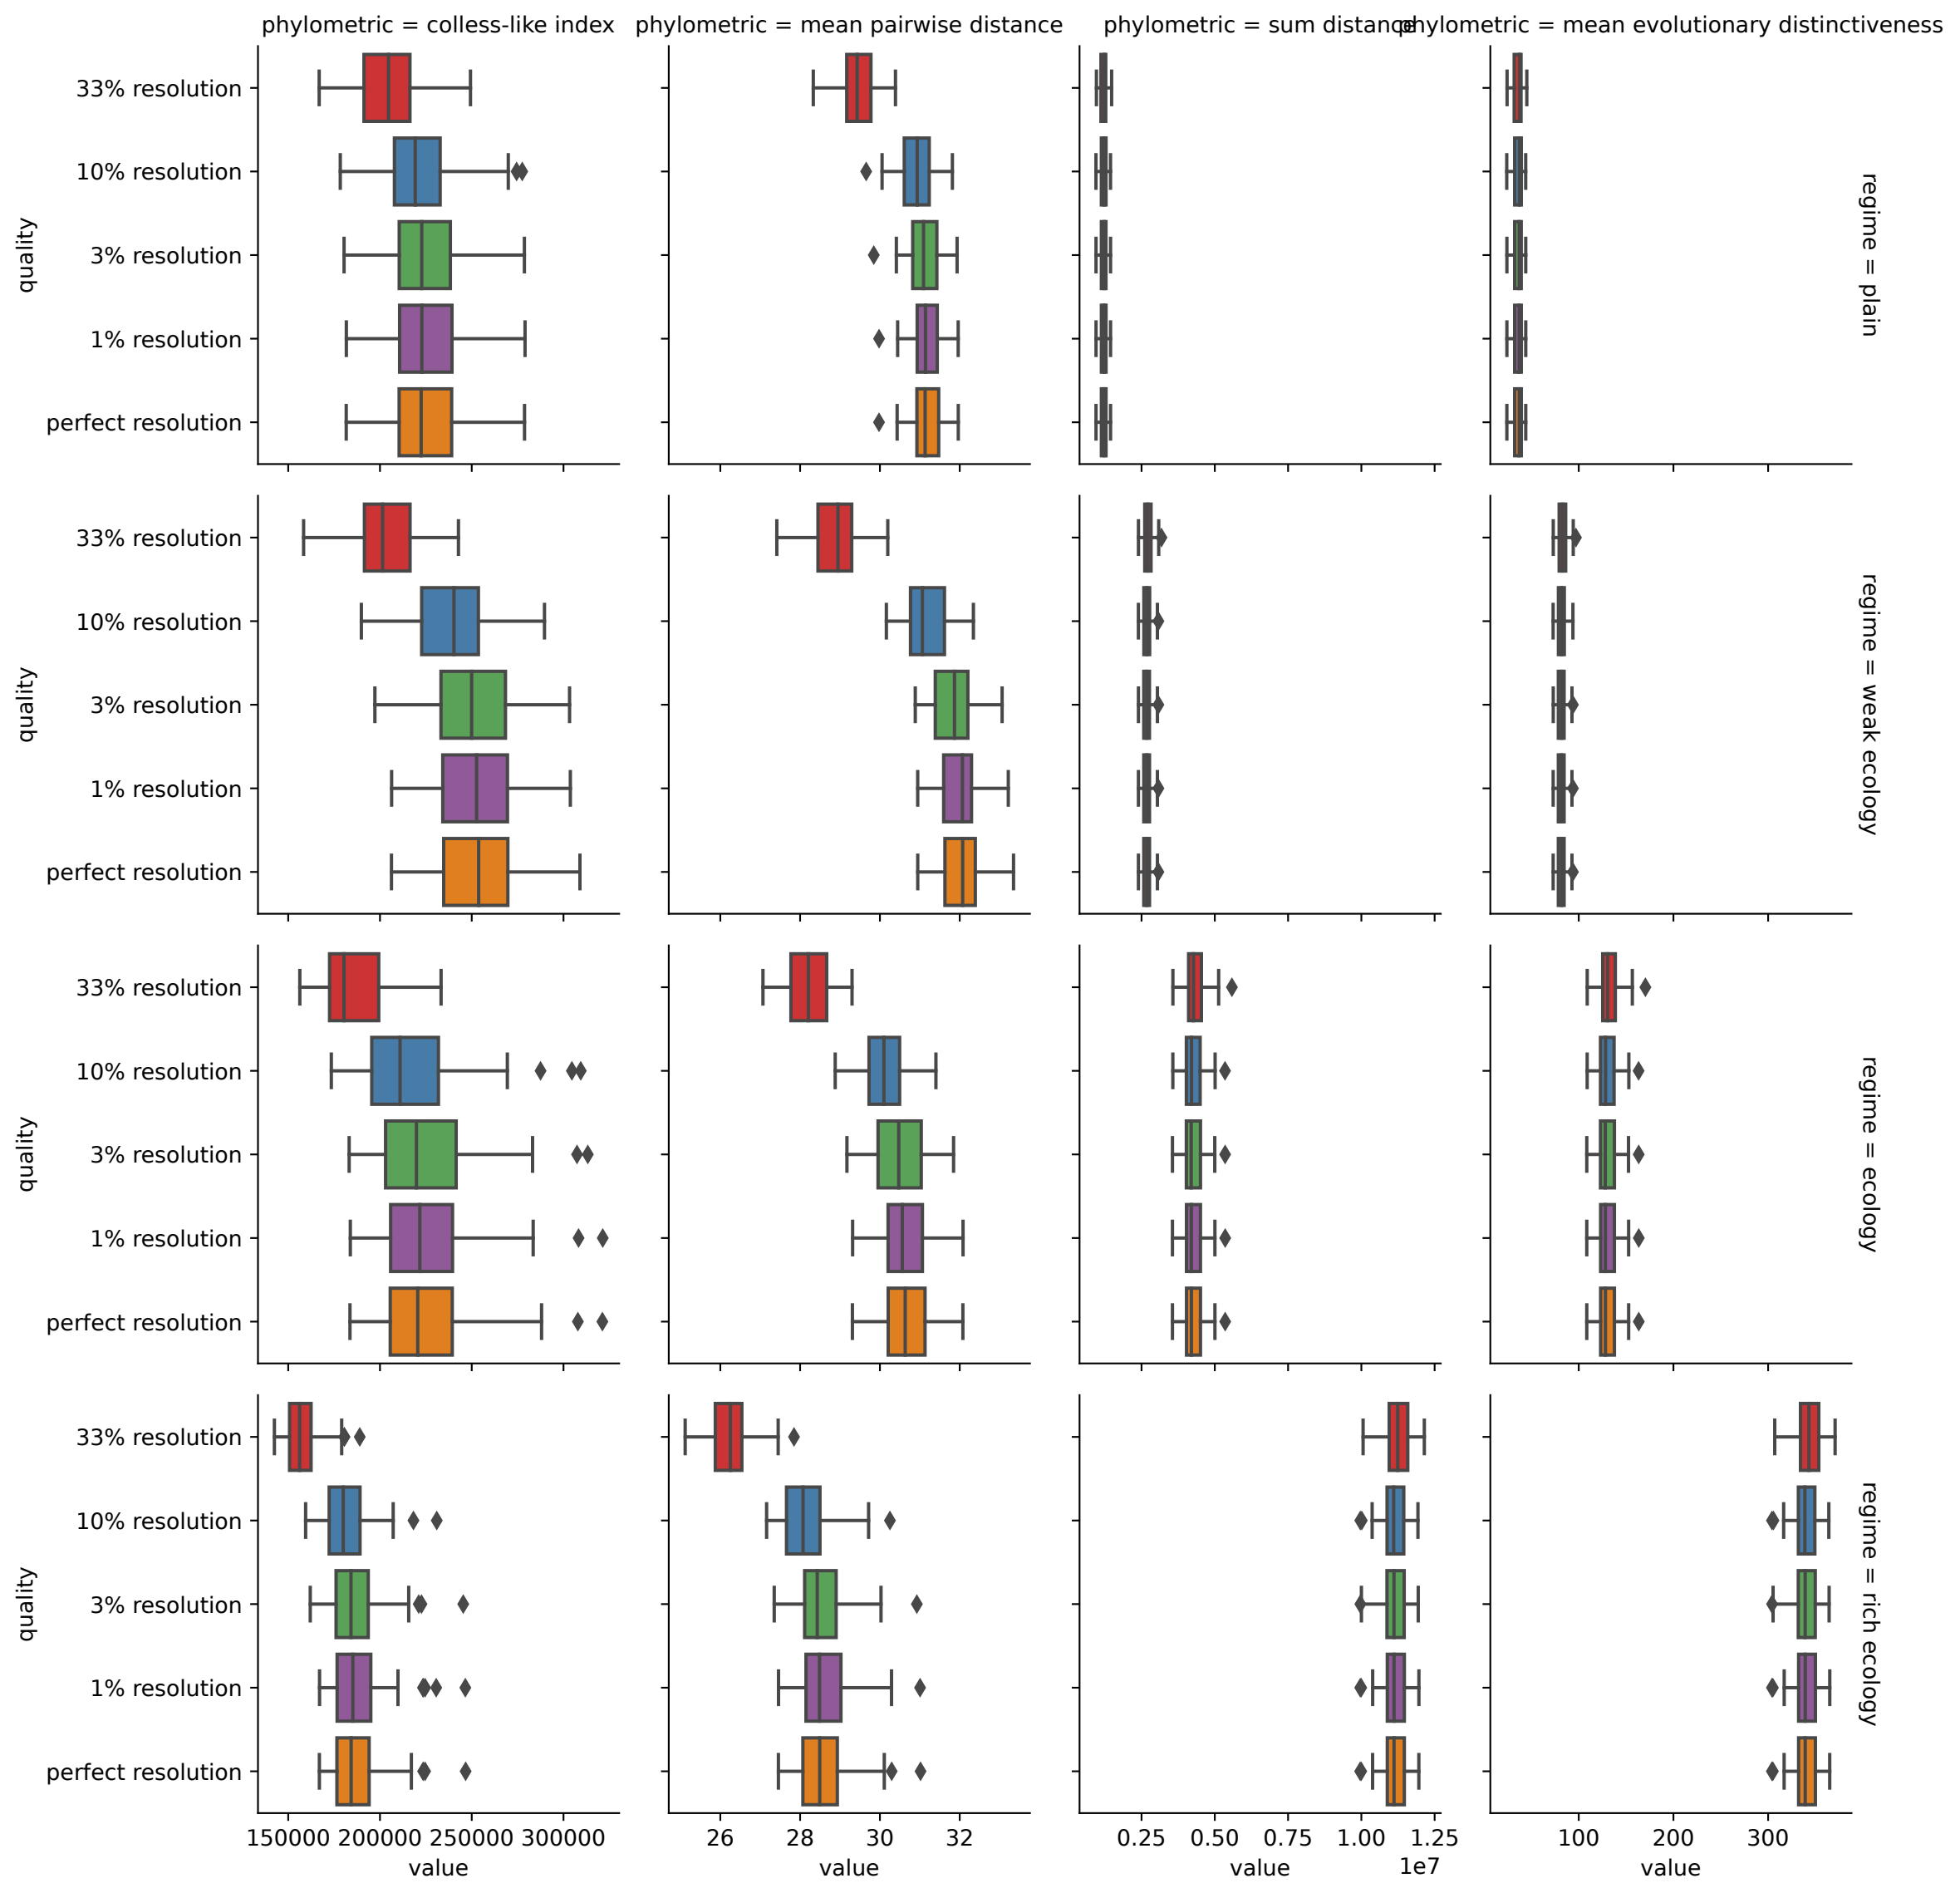 phylometric = colless-like index
phylometric = mean pairwise distance
phylometric = sum distance
phylometric = mean evolutionary distinctiveness
33% resolution
10% resolution
3% resolution
1% resolution
perfect resolution
quality
regime = plain
33% resolution
10% resolution
3% resolution
1% resolution
perfect resolution
quality
regime = weak ecology
33% resolution
10% resolution
3% resolution
1% resolution
perfect resolution
quality
regime = ecology
33% resolution
10% resolution
3% resolution
1% resolution
perfect resolution
quality
regime = rich ecology
150000 200000 250000 300000
value
26 28 30 32
value
0.25 0.50 0.75 1.00 1.25
1e7
value
100 200 300
value